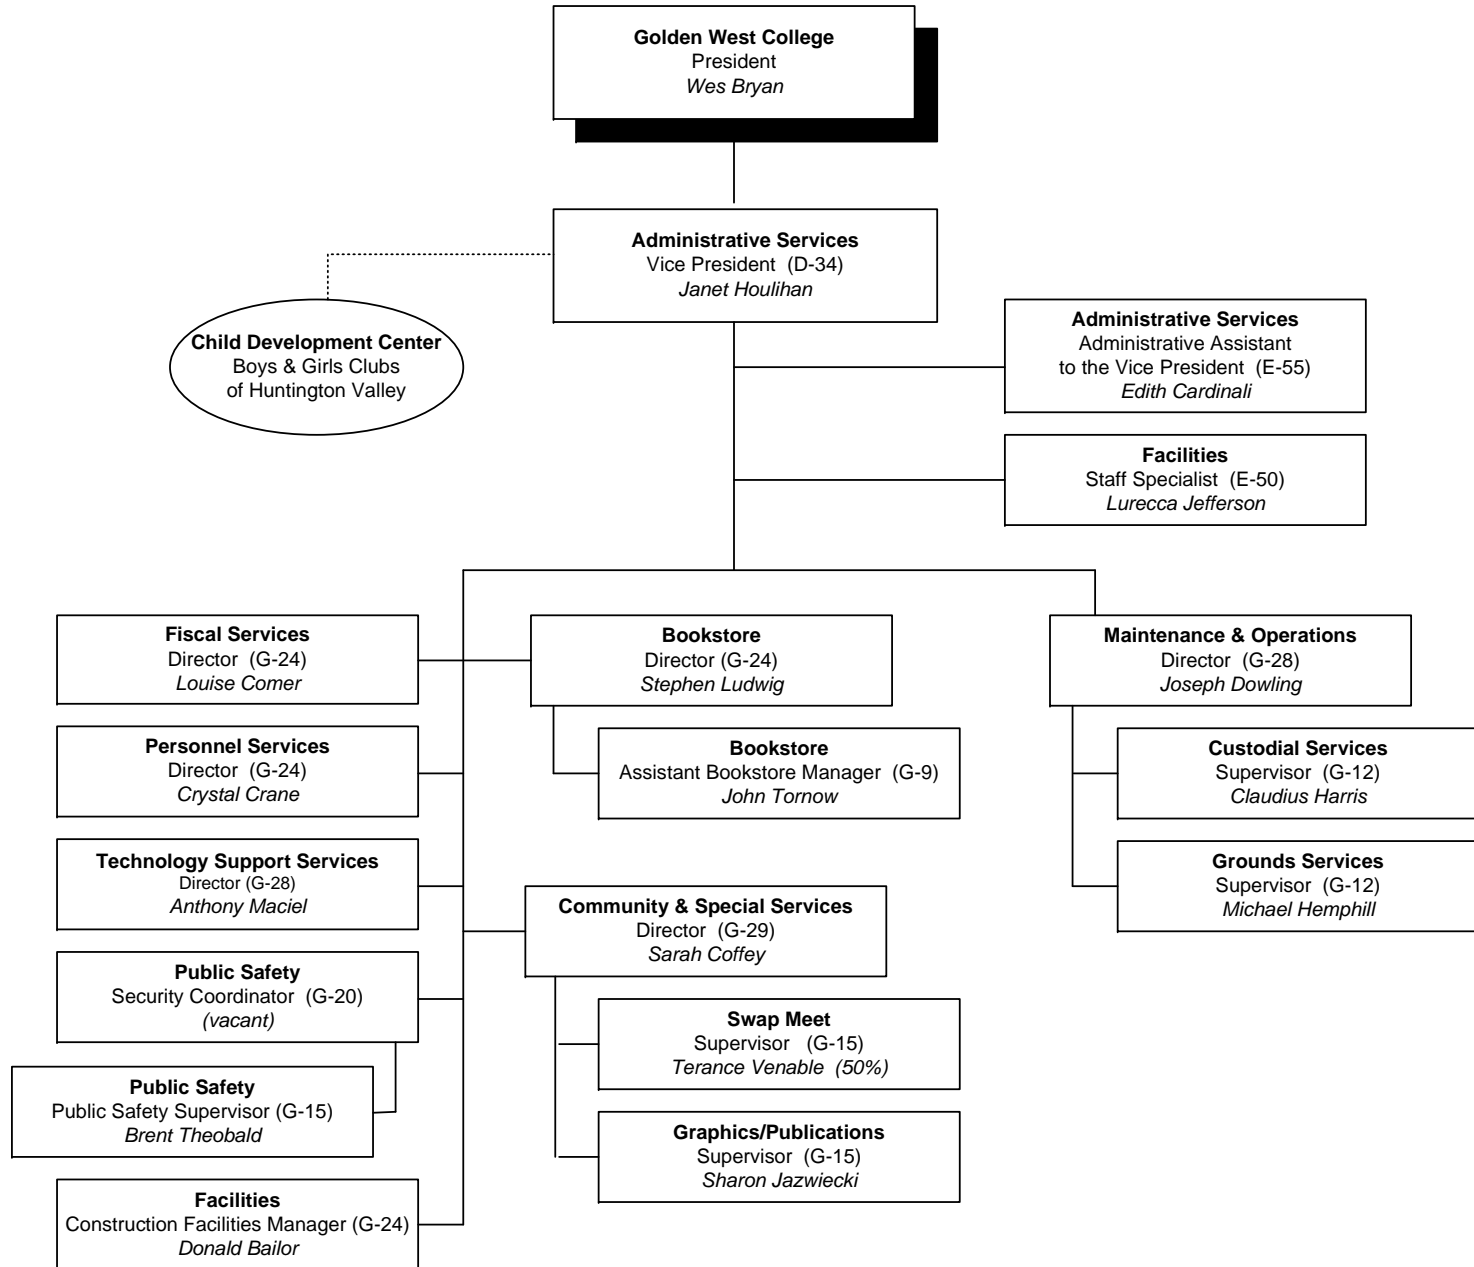 Golden West College
President
Wes Bryan
Administrative Services
Vice President (D-34)
Janet Houlihan
Child Development Center
Boys & Girls Clubs
of Huntington Valley
Administrative Services
Administrative Assistant
to the Vice President (E-55)
Edith Cardinali
Facilities
Staff Specialist (E-50)
Lurecca Jefferson
Fiscal Services
Director (G-24)
Louise Comer
Bookstore
Director (G-24)
Stephen Ludwig
Maintenance & Operations
Director (G-28)
Joseph Dowling
Personnel Services
Director (G-24)
Crystal Crane
Bookstore
Assistant Bookstore Manager (G-9)
John Tornow
Custodial Services
Supervisor (G-12)
Claudius Harris
Technology Support Services
Director (G-28)
Anthony Maciel
Community & Special Services
Director (G-29)
Sarah Coffey
Grounds Services
Supervisor (G-12)
Michael Hemphill
Public Safety
Security Coordinator (G-20)
(vacant)
Swap Meet
Supervisor (G-15)
Terance Venable (50%)
Public Safety
Public Safety Supervisor (G-15)
Brent Theobald
Graphics/Publications
Supervisor (G-15)
Sharon Jazwiecki
Facilities
Construction Facilities Manager (G-24)
Donald Bailor